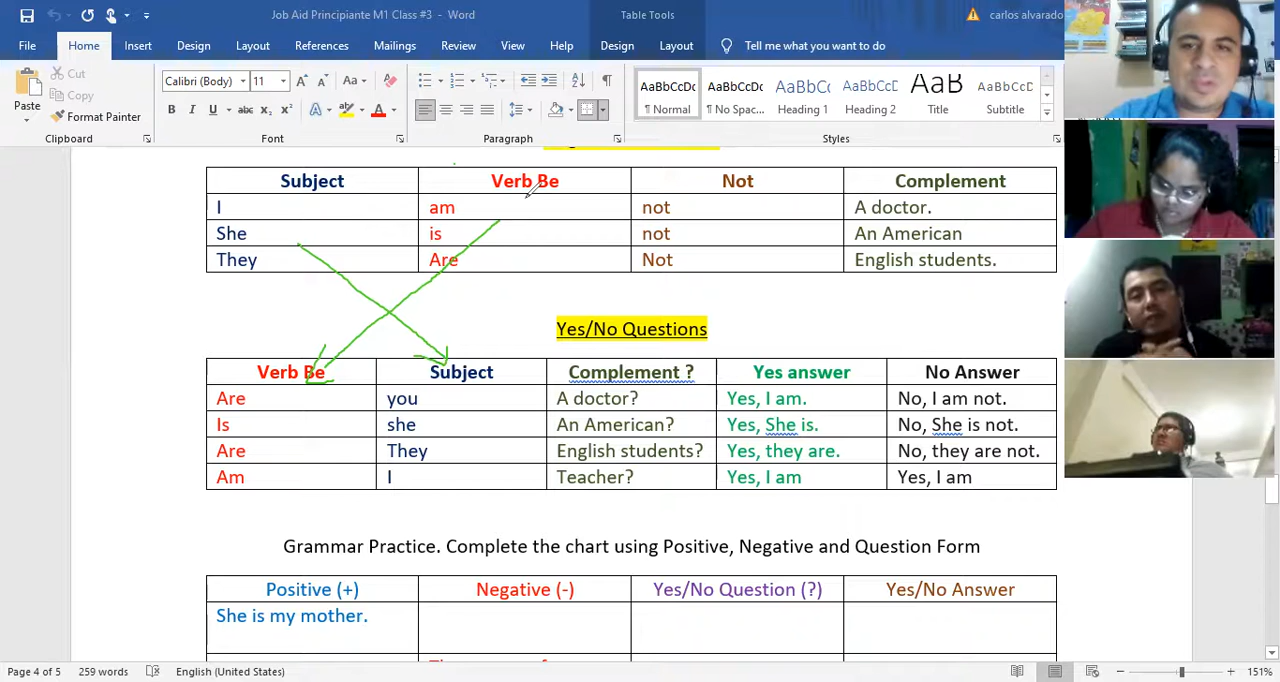 Job Aid Principiante M1 Class #3 - Word
Table Tools
carlos alvarado
File Home Insert Design Layout References Mailings Review View Help Design Layout Tell me what you want to do
Paste
Cut
Copy
Format Painter
Calibri (Body) 11
AaBbCcDc AaBbCcDc AaBbC( AaBbCcD AaB AaBbCcD
¶ Normal ¶ No Spac... Heading 1 Heading 2 Title Subtitle
Clipboard Font Paragraph Styles
Subject Verb Be Not Complement
I am not A doctor.
She is not An American
They Are Not English students.
Yes/No Questions
Verb Be Subject Complement ? Yes answer No Answer
Are you A doctor? Yes, I am. No, I am not.
Is she An American? Yes, She is. No, She is not.
Are They English students? Yes, they are. No, they are not.
Am I Teacher? Yes, I am Yes, I am
Grammar Practice. Complete the chart using Positive, Negative and Question Form
Positive (+) Negative (-) Yes/No Question (?) Yes/No Answer
She is my mother.
Page 4 of 5 259 words English (United States) 151%